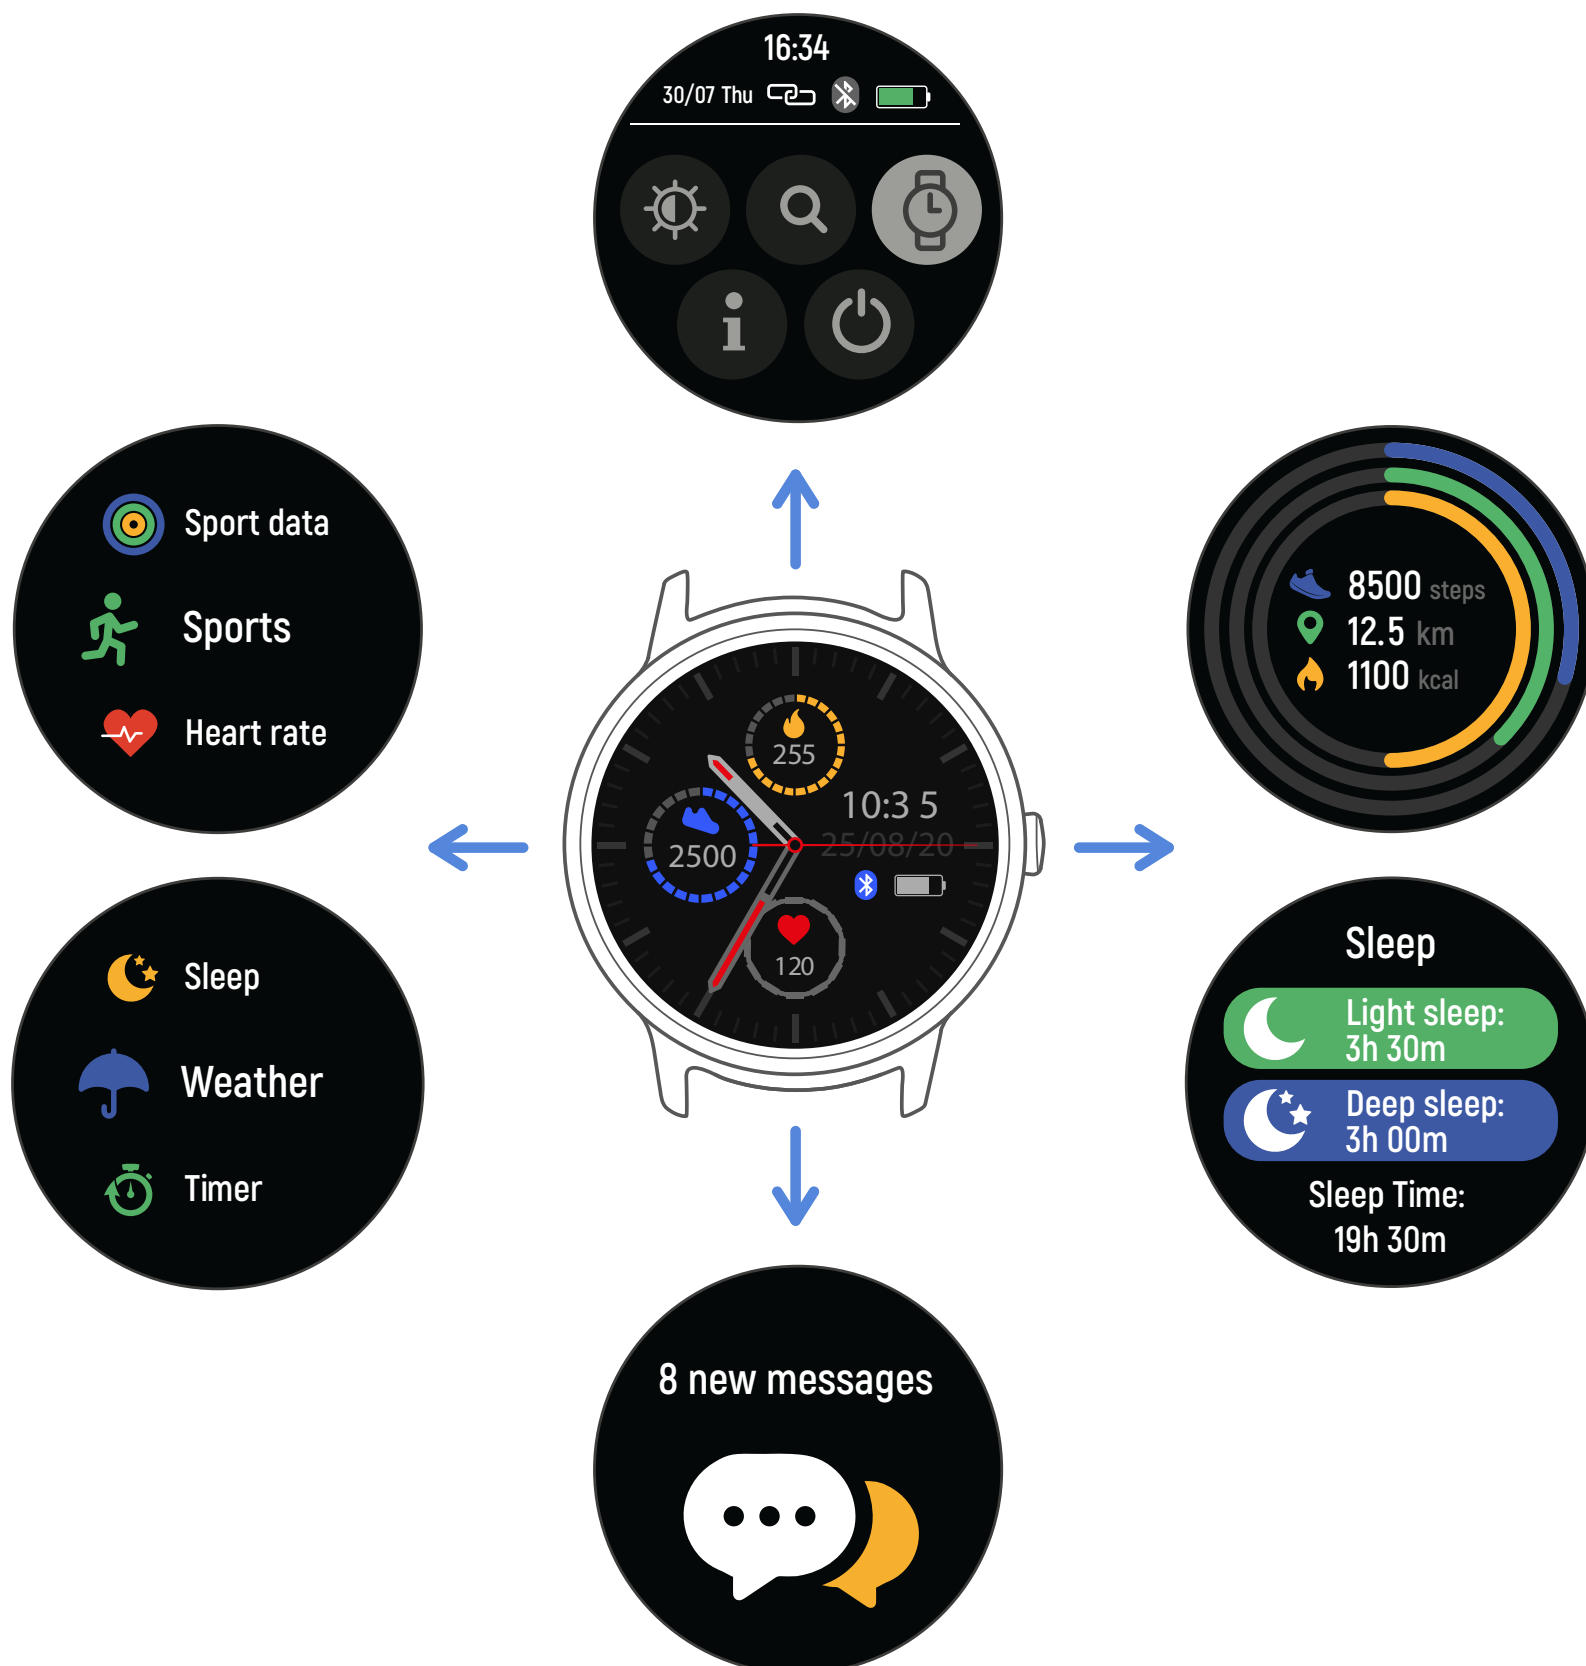 16:34
30/07 Thu
Sport data
Sports
Heart rate
8500 steps
12.5 km
1100 kcal
255
10:3 5
2500
25/08/20
120
Sleep
Weather
Timer
Sleep
Light sleep:
3h 30m
Deep sleep:
3h 00m
Sleep Time:
19h 30m
8 new messages